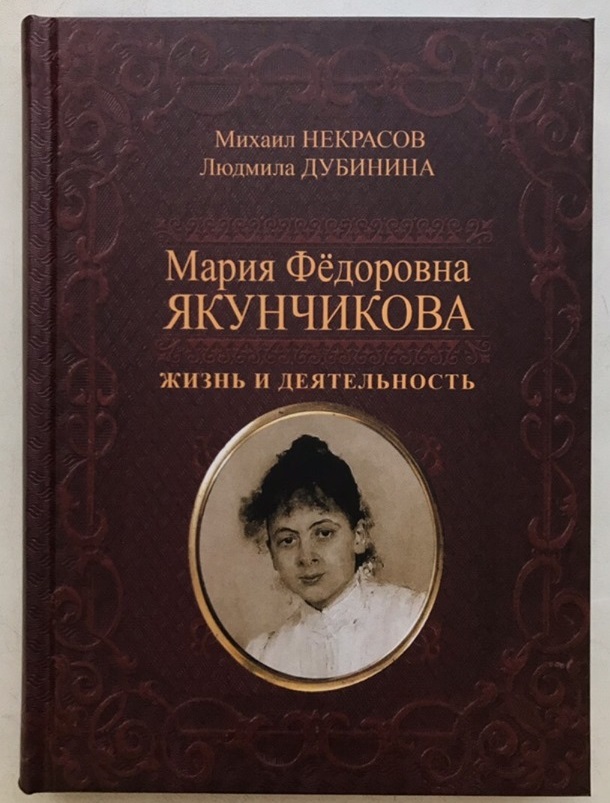 Михаил НЕКРАСОВ
Людмила ДУБИНИНА
Мария Фёдоровна
ЯКУНЧИКОВА
ЖИЗНЬ И ДЕЯТЕЛЬНОСТЬ